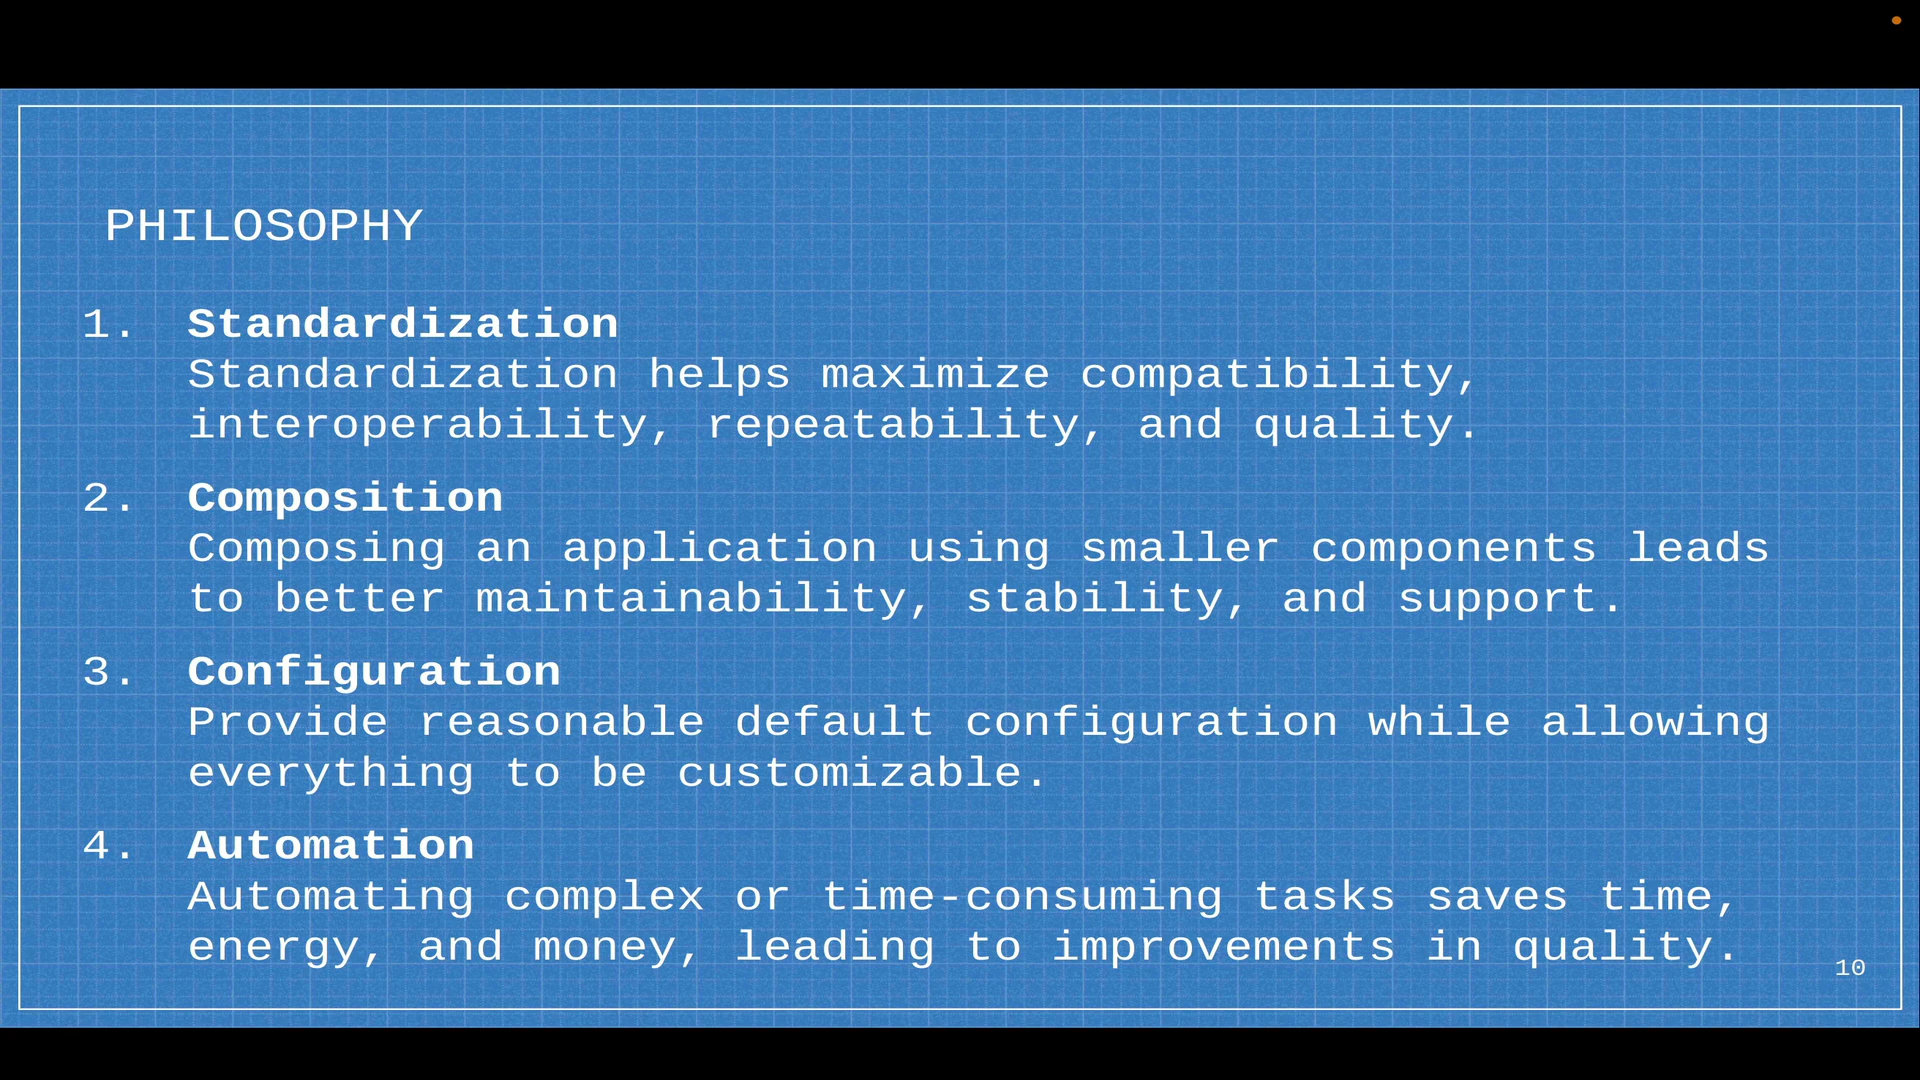 PHILOSOPHY
1. Standardization
Standardization helps maximize compatibility,
interoperability, repeatability, and quality.
2. Composition
Composing an application using smaller components leads
to better maintainability, stability, and support.
3. Configuration
Provide reasonable default configuration while allowing
everything to be customizable.
4. Automation
Automating complex or time-consuming tasks saves time,
energy, and money, leading to improvements in quality.
10